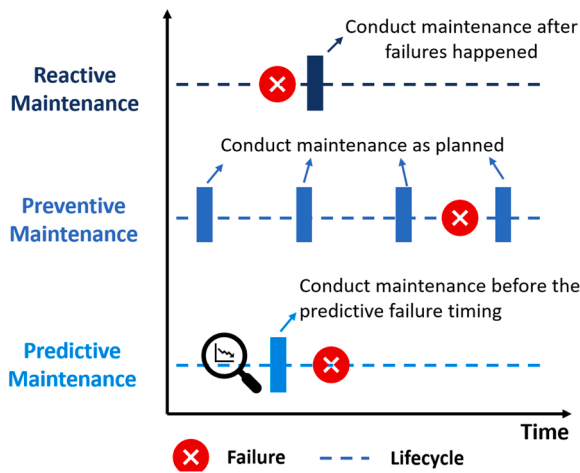 Conduct maintenance after
failures happened
Reactive
Maintenance
Conduct maintenance as planned
Preventive
Maintenance
Conduct maintenance before the
predictive failure timing
Predictive
Maintenance
Time
Failure
Lifecycle